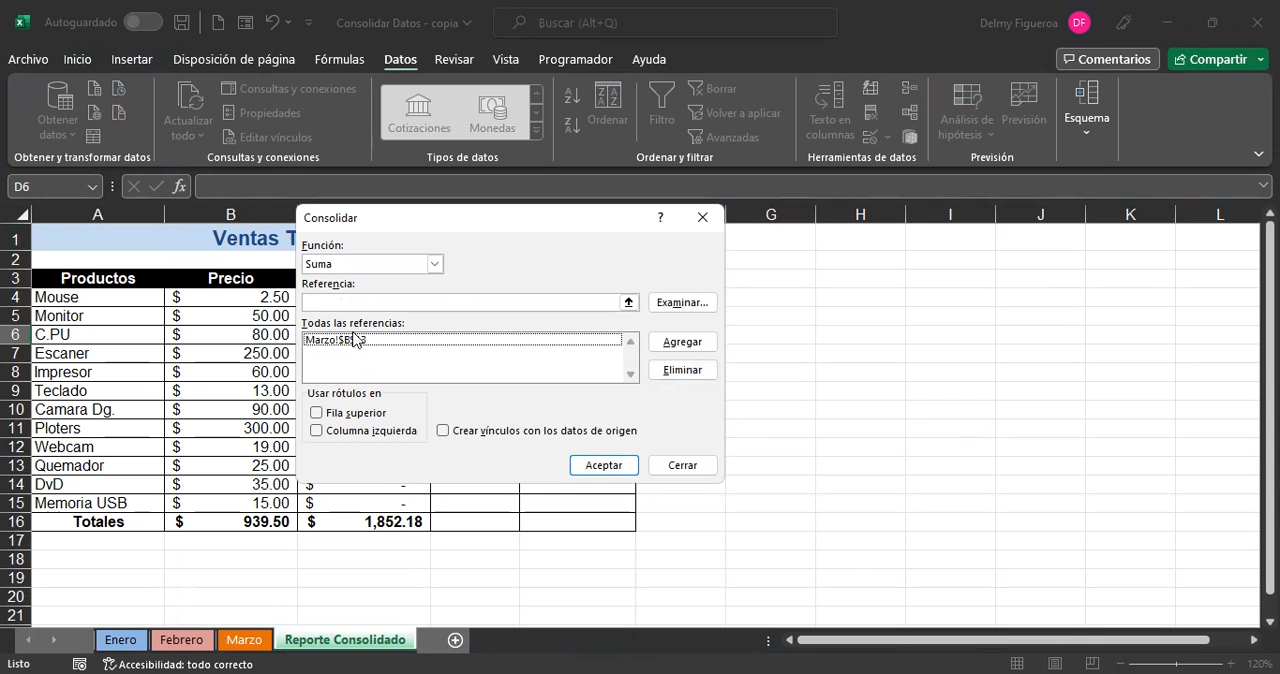 Autoguardado
Consolidar Datos - copia
Buscar (Alt+Q)
Delmy Figueroa
DF
Archivo Inicio Insertar Disposición de página Fórmulas Datos Revisar Vista Programador Ayuda
Comentarios
Compartir
Obtener datos
Actualizar todo
Consultas y conexiones
Propiedades
Editar vínculos
Cotizaciones
Monedas
Ordenar
Filtro
Borrar
Volver a aplicar
Avanzadas
Texto en columnas
Análisis de hipótesis
Previsión
Esquema
Obtener y transformar datos
Consultas y conexiones
Tipos de datos
Ordenar y filtrar
Herramientas de datos
Previsión
D6
fx
A B G H I J K L
1 Ventas T
2
3 Productos Precio
4 Mouse $ 2.50
5 Monitor $ 50.00
6 C.PU $ 80.00
7 Escaner $ 250.00
8 Impresor $ 60.00
9 Teclado $ 13.00
10 Camara Dg. $ 90.00
11 Ploters $ 300.00
12 Webcam $ 19.00
13 Quemador $ 25.00
14 DvD $ 35.00 $ -
15 Memoria USB $ 15.00 $ -
16 Totales $ 939.50 $ 1,852.18
17
18
19
20
21
Consolidar
?
Función:
Suma
Referencia:
Examinar...
Todas las referencias:
Agregar
Eliminar
Usar rótulos en
Fila superior
Columna izquierda
Crear vínculos con los datos de origen
Aceptar
Cerrar
Enero Febrero Marzo Reporte Consolidado
Listo
Accesibilidad: todo correcto
120%